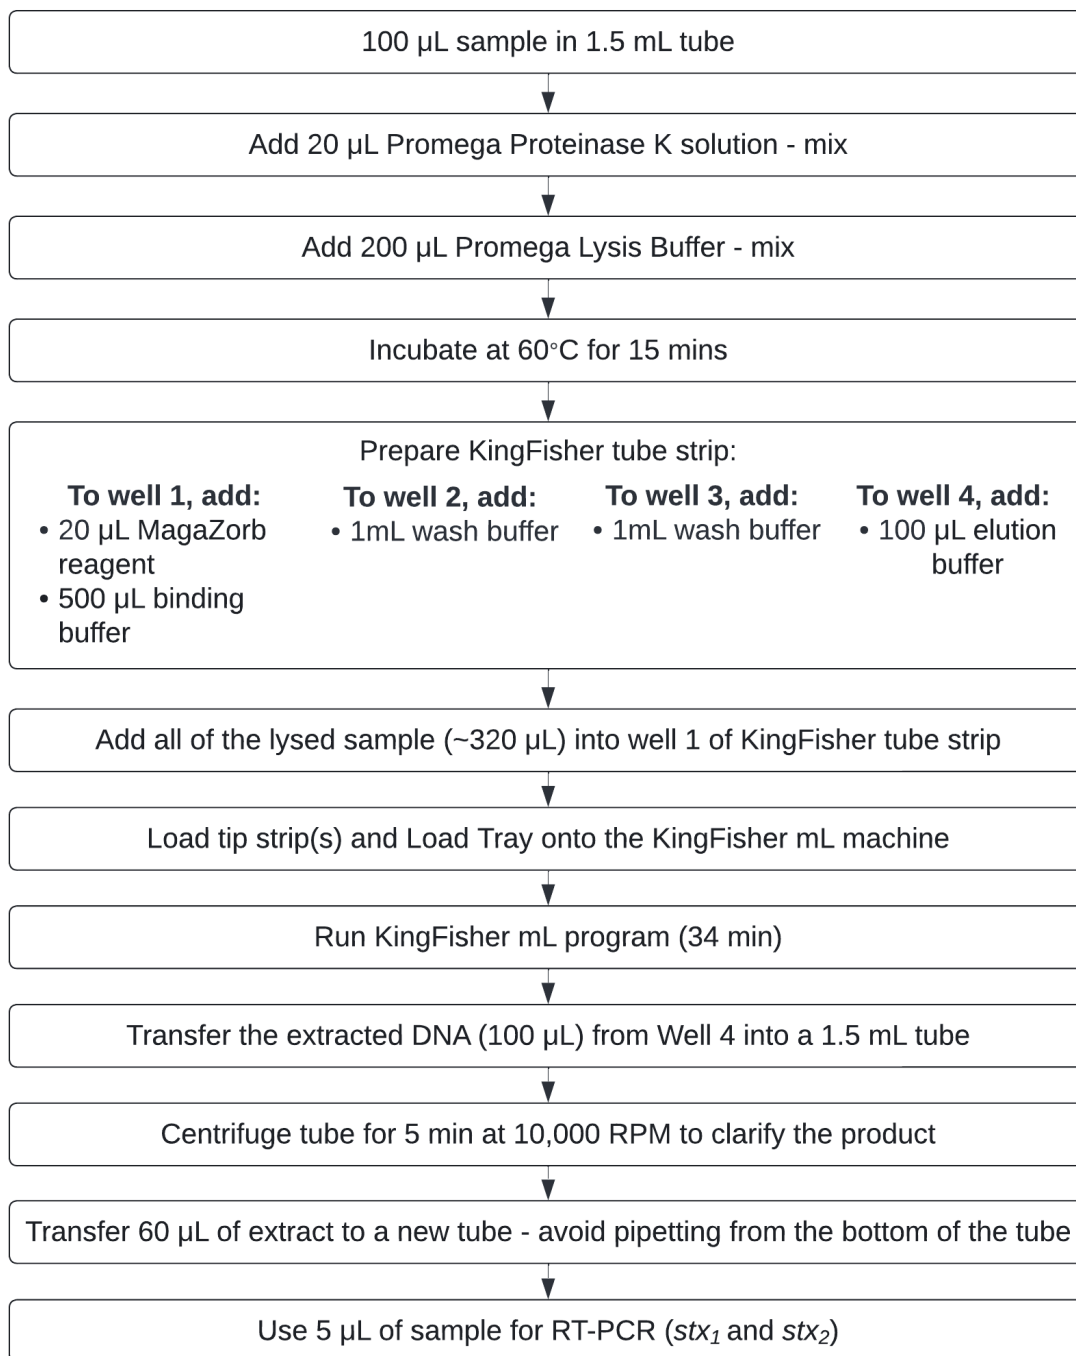 100 µL sample in 1.5 mL tube
Add 20 µL Promega Proteinase K solution - mix
Add 200 µL Promega Lysis Buffer - mix
Incubate at 60°C for 15 mins
Prepare KingFisher tube strip:
To well 1, add:
• 20 µL MagaZorb
reagent
• 500 µL binding
buffer
To well 2, add:
• 1mL wash buffer
To well 3, add:
• 1mL wash buffer
To well 4, add:
• 100 µL elution
buffer
Add all of the lysed sample (~320 µL) into well 1 of KingFisher tube strip
Load tip strip(s) and Load Tray onto the KingFisher mL machine
Run KingFisher mL program (34 min)
Transfer the extracted DNA (100 µL) from Well 4 into a 1.5 mL tube
Centrifuge tube for 5 min at 10,000 RPM to clarify the product
Transfer 60 µL of extract to a new tube - avoid pipetting from the bottom of the tube
Use 5 µL of sample for RT-PCR (stx1 and stx2)